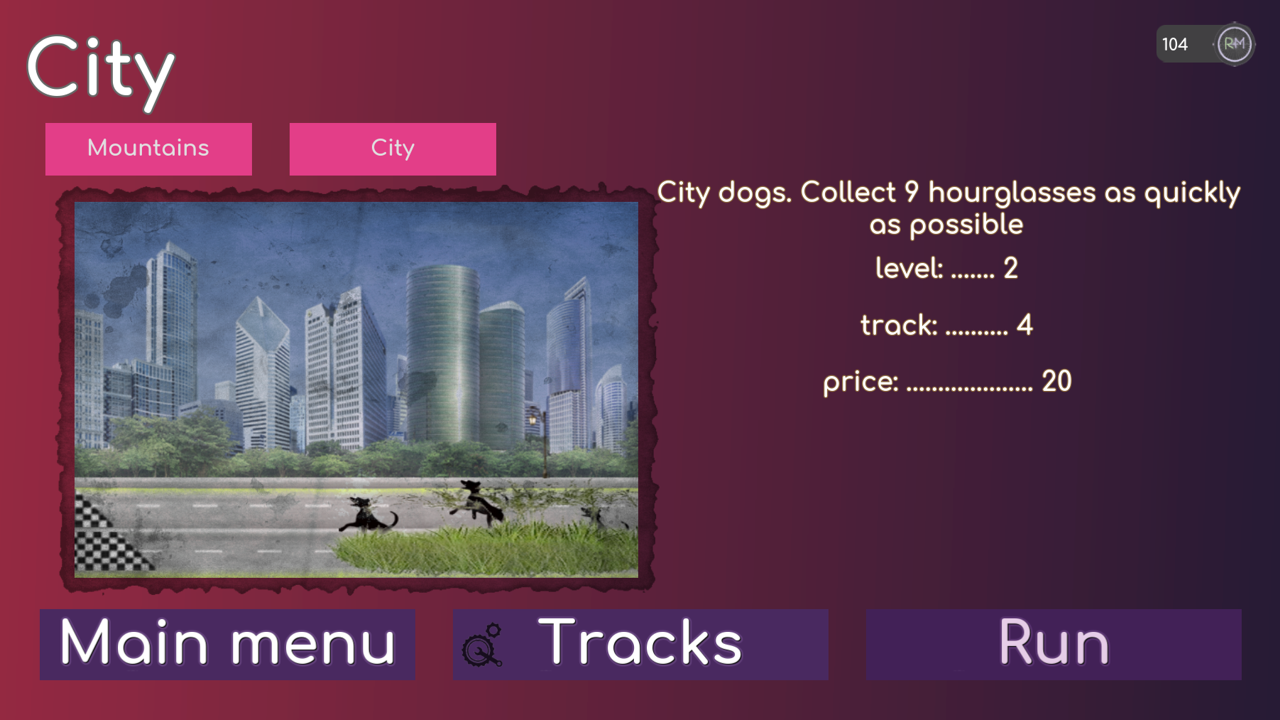 City
104 RM
Mountains
City
City dogs. Collect 9 hourglasses as quickly
as possible
level: ....... 2
track: .......... 4
price: .................... 20
Main menu
Tracks
Run